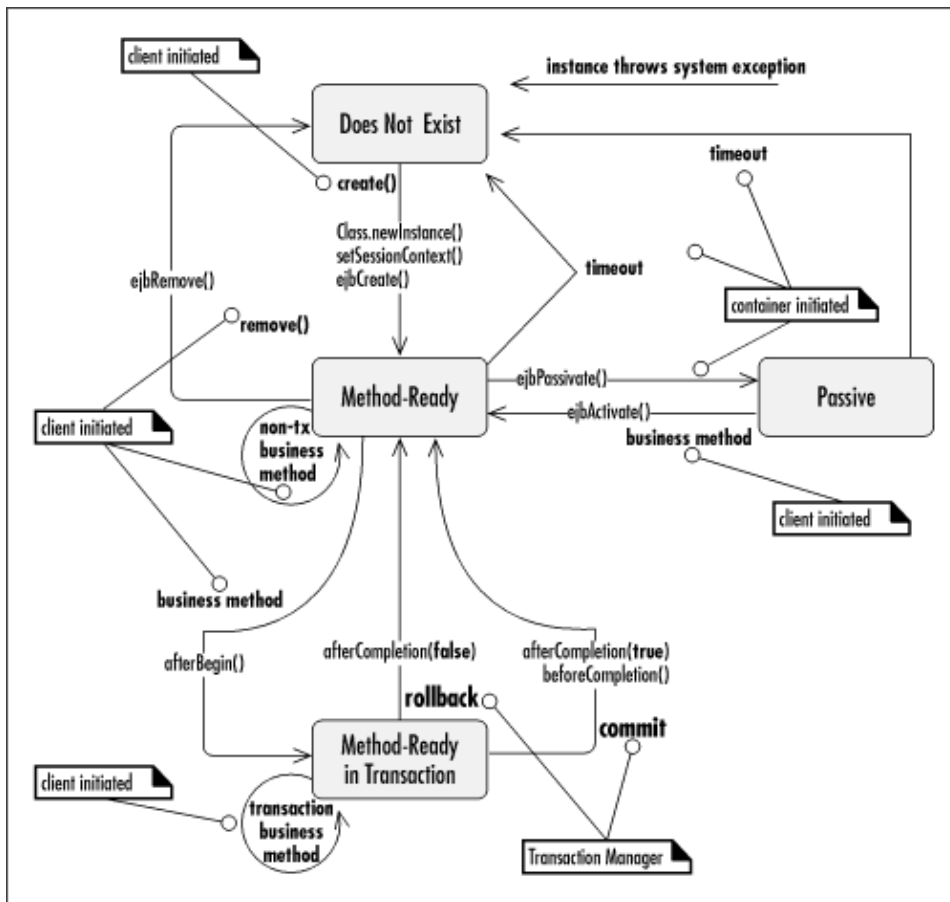 client initiated
instance throws system exception
Does Not Exist
timeout
create()
Class.newInstance()
setSessionContext()
ejbCreate()
timeout
ejbRemove()
container initiated
remove()
ejbPassivate()
Method-Ready
Passive
ejbActivate()
client initiated
non-tx
business
method
business method
client initiated
business method
afterBegin()
afterCompletion(false)
afterCompletion(true)
beforeCompletion()
rollback
commit
Method-Ready
in Transaction
client initiated
transaction
business
method
Transaction Manager